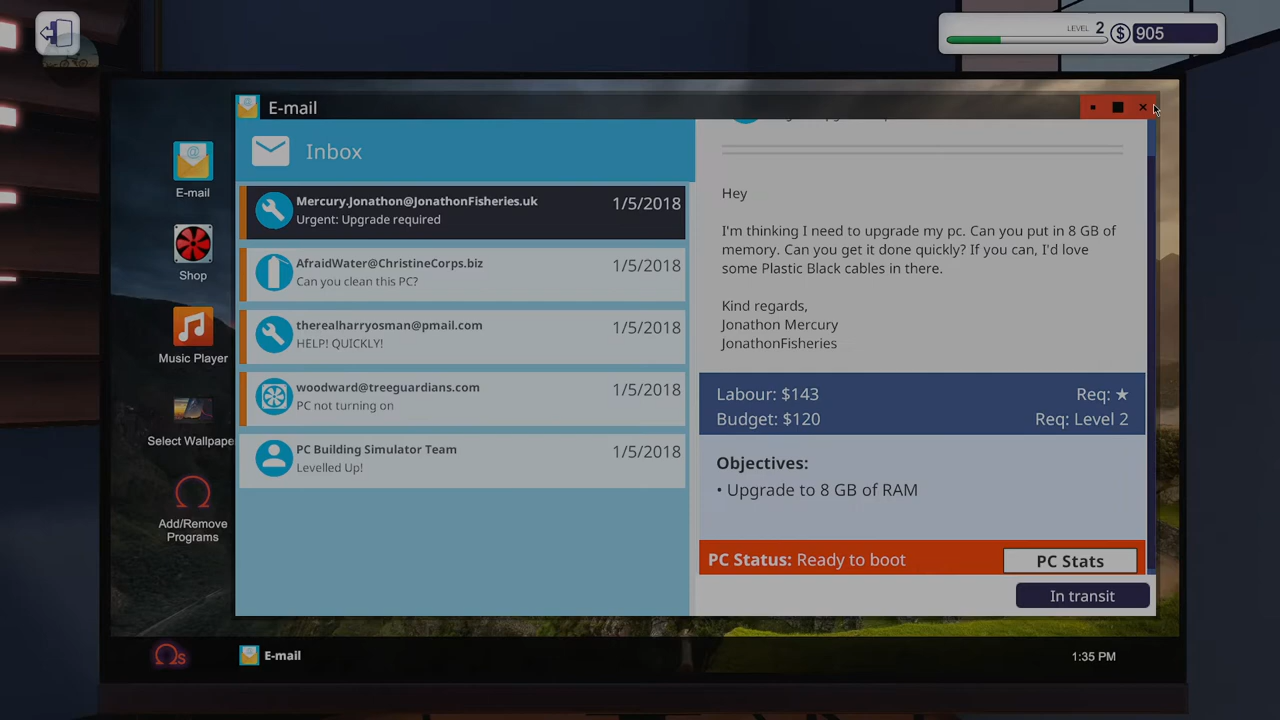 LEVEL 2
$ 905
E-mail
Inbox
Mercury.Jonathon@JonathonFisheries.uk 1/5/2018
Urgent: Upgrade required
AfraidWater@ChristineCorps.biz 1/5/2018
Can you clean this PC?
therealharryosman@pmail.com 1/5/2018
HELP! QUICKLY!
woodward@treeguardians.com 1/5/2018
PC not turning on
PC Building Simulator Team 1/5/2018
Levelled Up!
E-mail
Shop
Music Player
Select Wallpape
Add/Remove
Programs
Hey
I'm thinking I need to upgrade my pc. Can you put in 8 GB of
memory. Can you get it done quickly? If you can, I'd love
some Plastic Black cables in there.
Kind regards,
Jonathon Mercury
JonathonFisheries
Labour: $143 Req: ★
Budget: $120 Req: Level 2
Objectives:
• Upgrade to 8 GB of RAM
PC Status: Ready to boot PC Stats
In transit
Ωs E-mail 1:35 PM